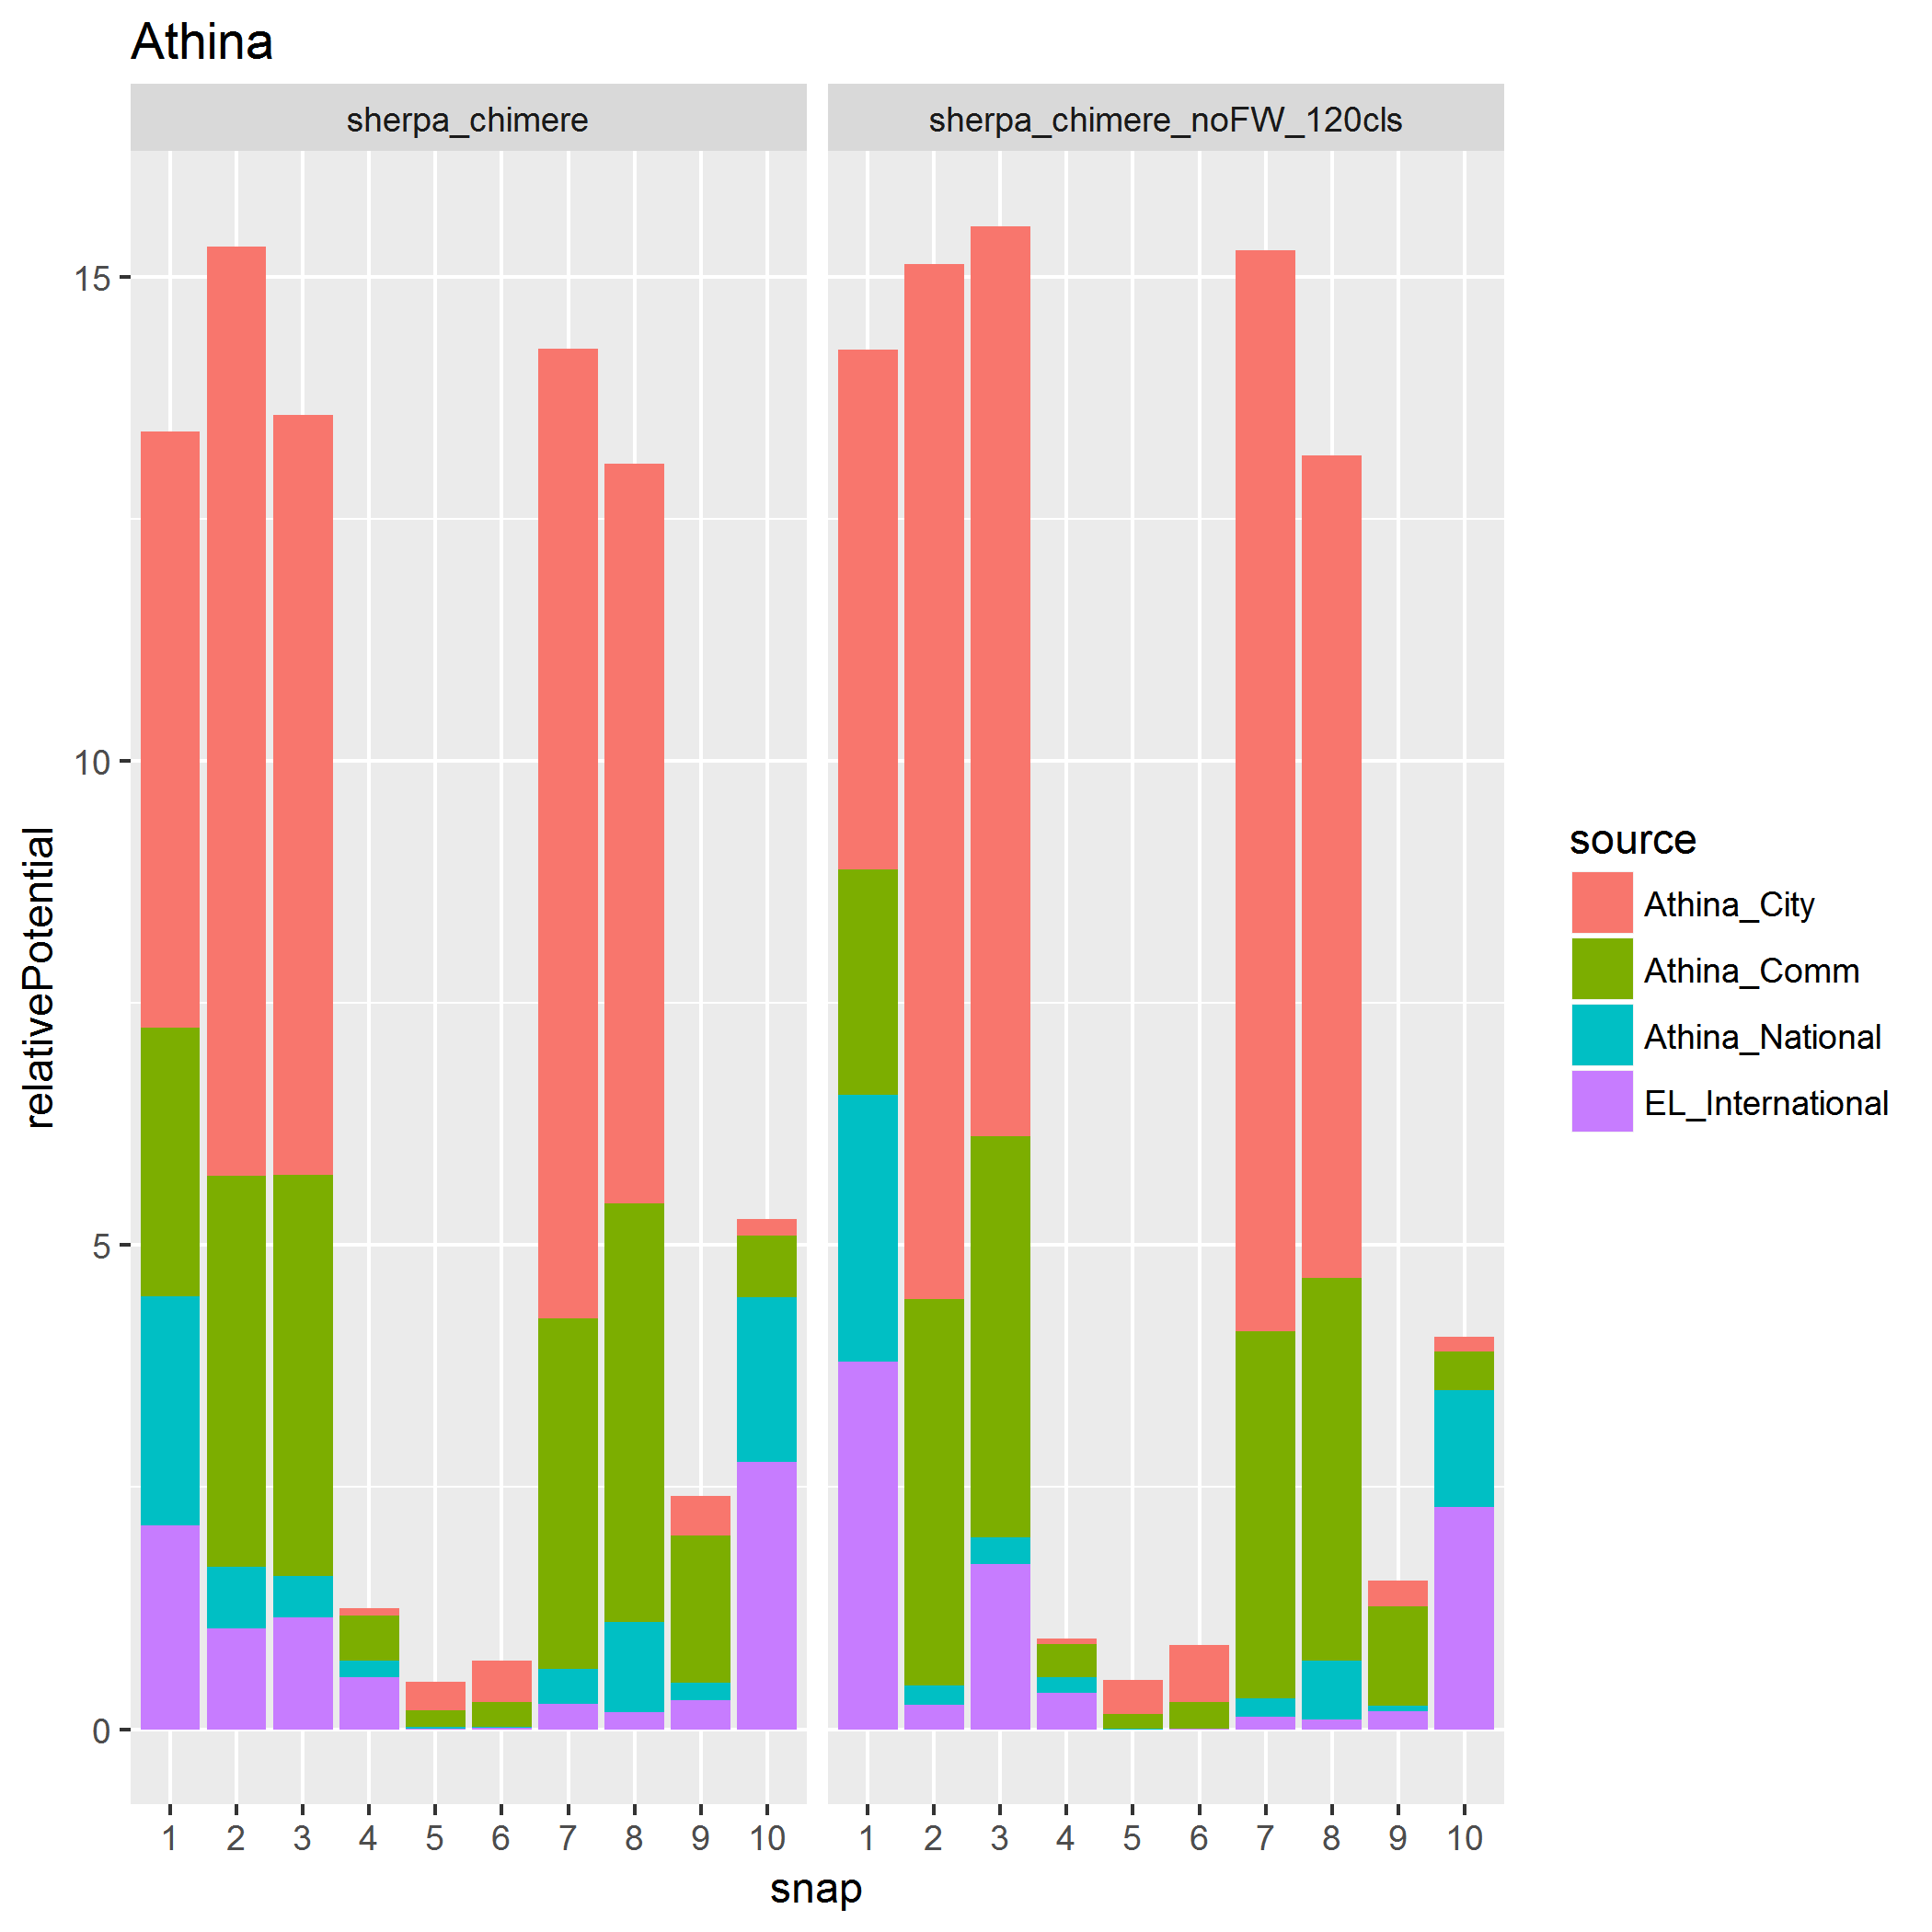 Athina
sherpa_chimere
sherpa_chimere_noFW_120cls
15
10
5
0
relativePotential
1 2 3 4 5 6 7 8 9 10
1 2 3 4 5 6 7 8 9 10
snap
source
Athina_City
Athina_Comm
Athina_National
EL_International